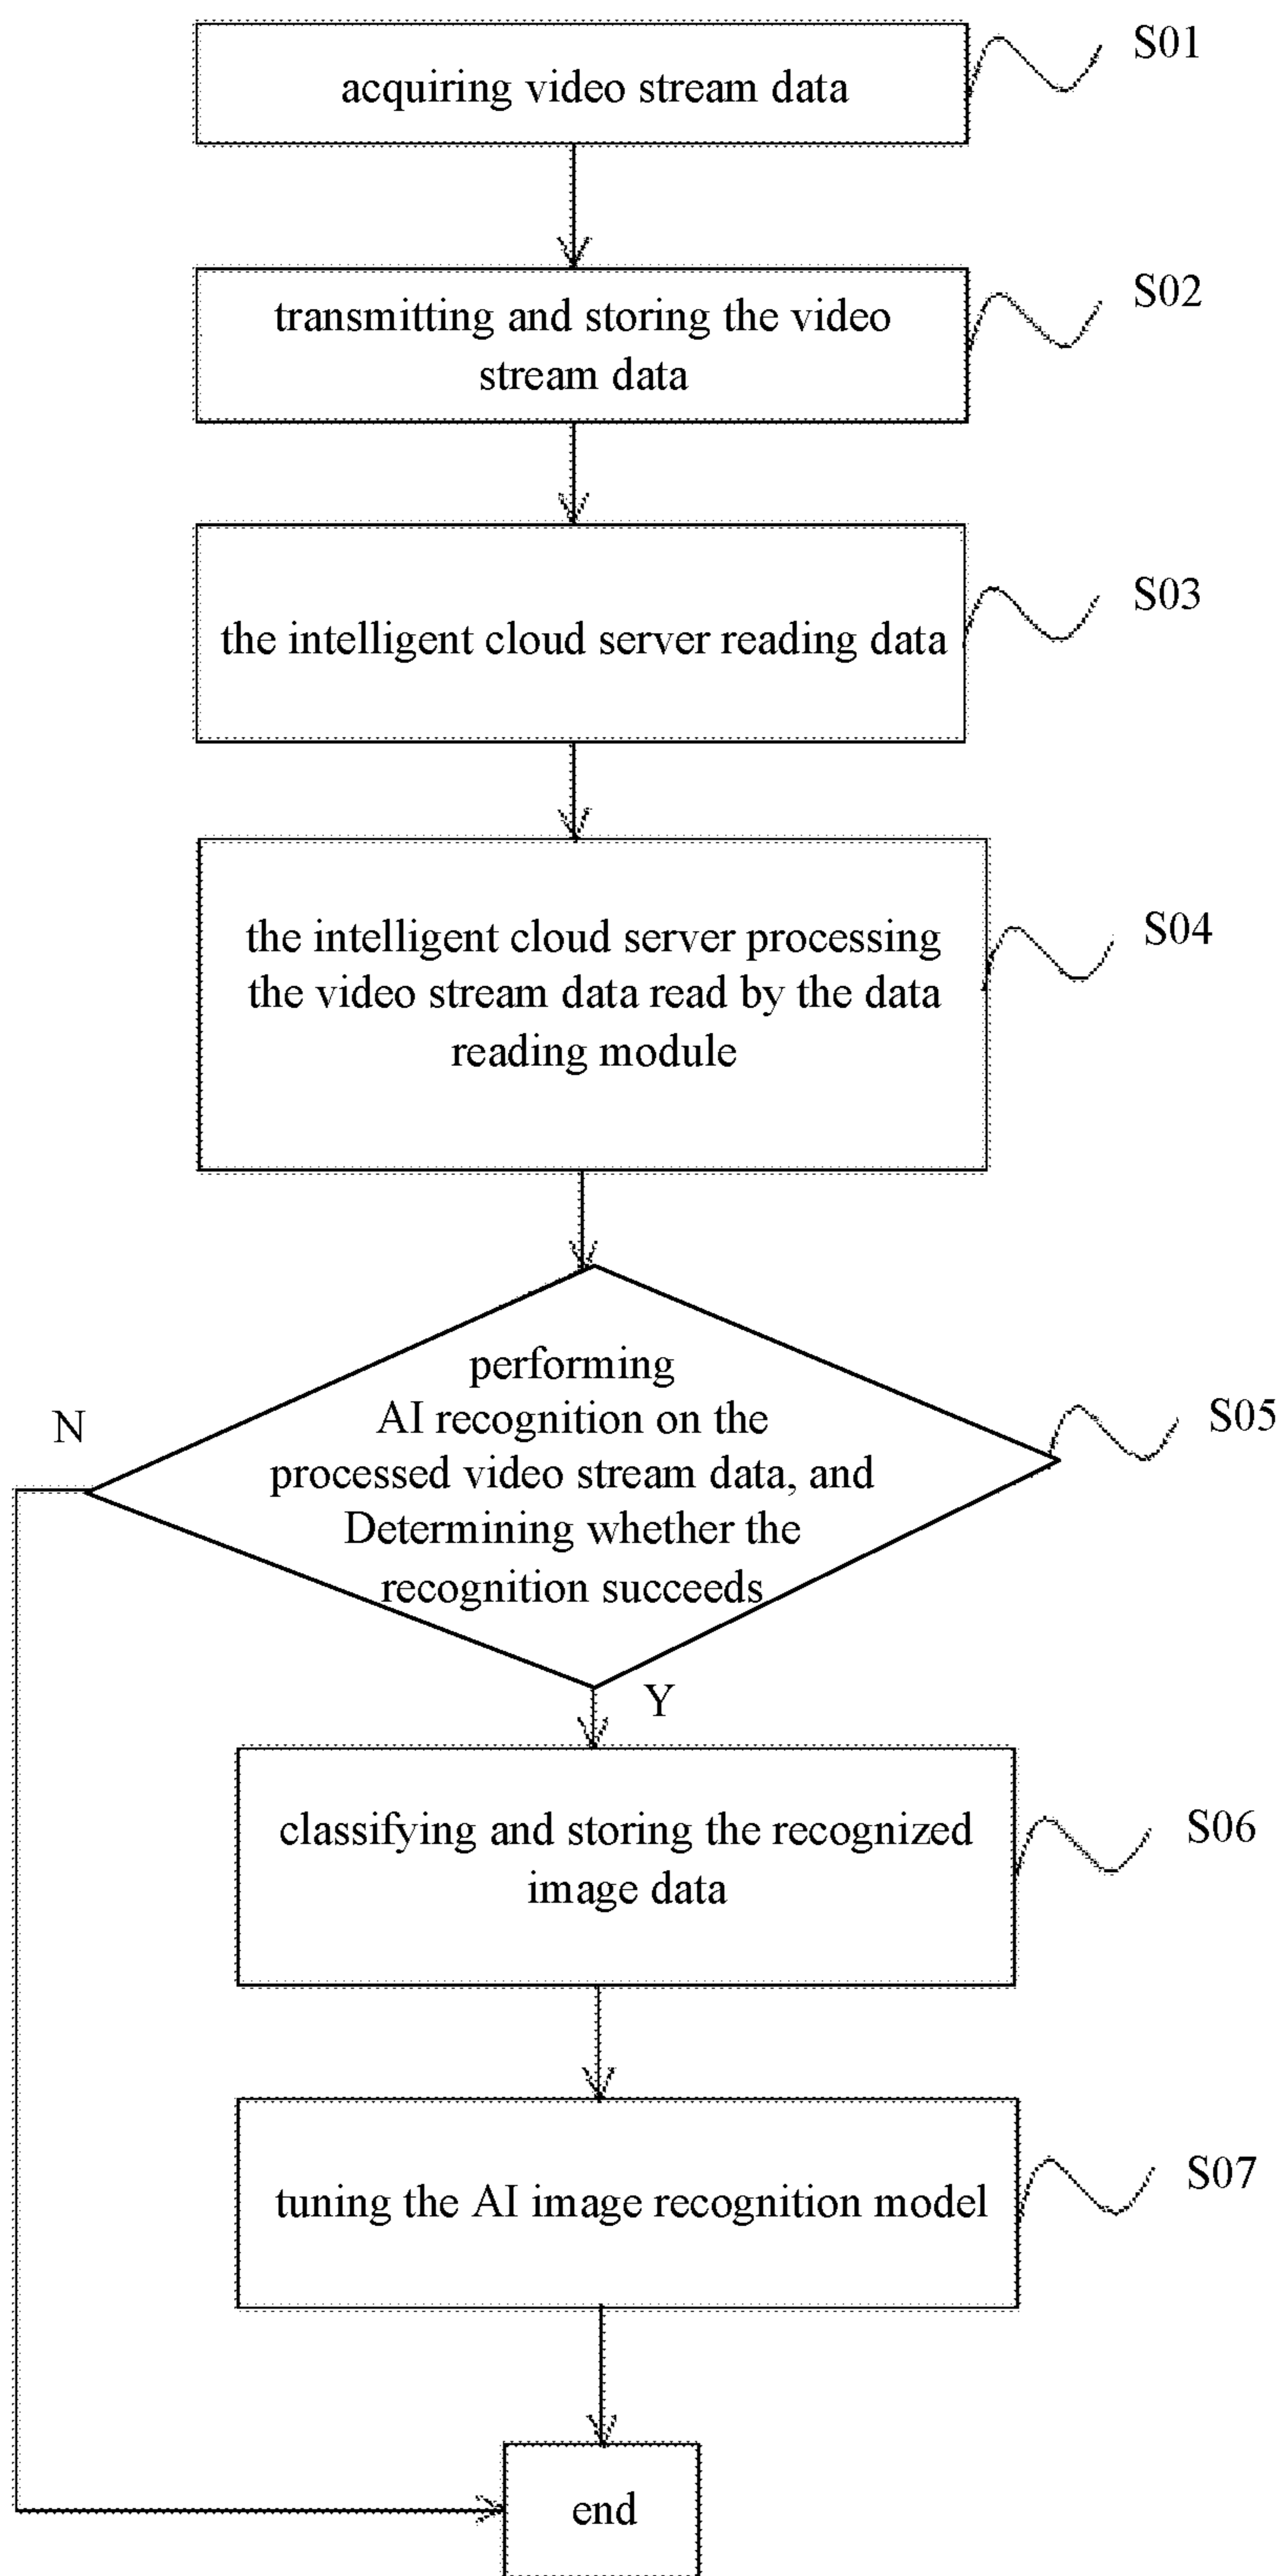 acquiring video stream data
S01
transmitting and storing the video
stream data
S02
the intelligent cloud server reading data
S03
the intelligent cloud server processing
the video stream data read by the data
reading module
S04
performing
AI recognition on the
processed video stream data, and
Determining whether the
recognition succeeds
S05
N
Y
classifying and storing the recognized
image data
S06
tuning the AI image recognition model
S07
end